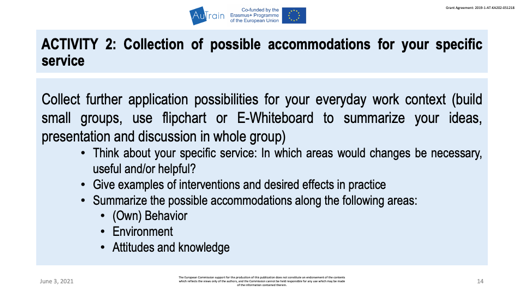 AuTrain
Co-funded by the
Erasmus+ Programme
of the European Union
Grant Agreement: 2019-1-AT-KA202-051218
ACTIVITY 2: Collection of possible accommodations for your specific
service
Collect further application possibilities for your everyday work context (build
small groups, use flipchart or E-Whiteboard to summarize your ideas,
presentation and discussion in whole group)
• Think about your specific service: In which areas would changes be necessary,
useful and/or helpful?
• Give examples of interventions and desired effects in practice
• Summarize the possible accommodations along the following areas:
• (Own) Behavior
• Environment
• Attitudes and knowledge
June 3, 2021
The European Commission support for the production of this publication does not constitute an endorsement of the contents
which reflects the views only of the authors, and the Commission cannot be held responsible for any use which may be made
of the information contained therein.
14